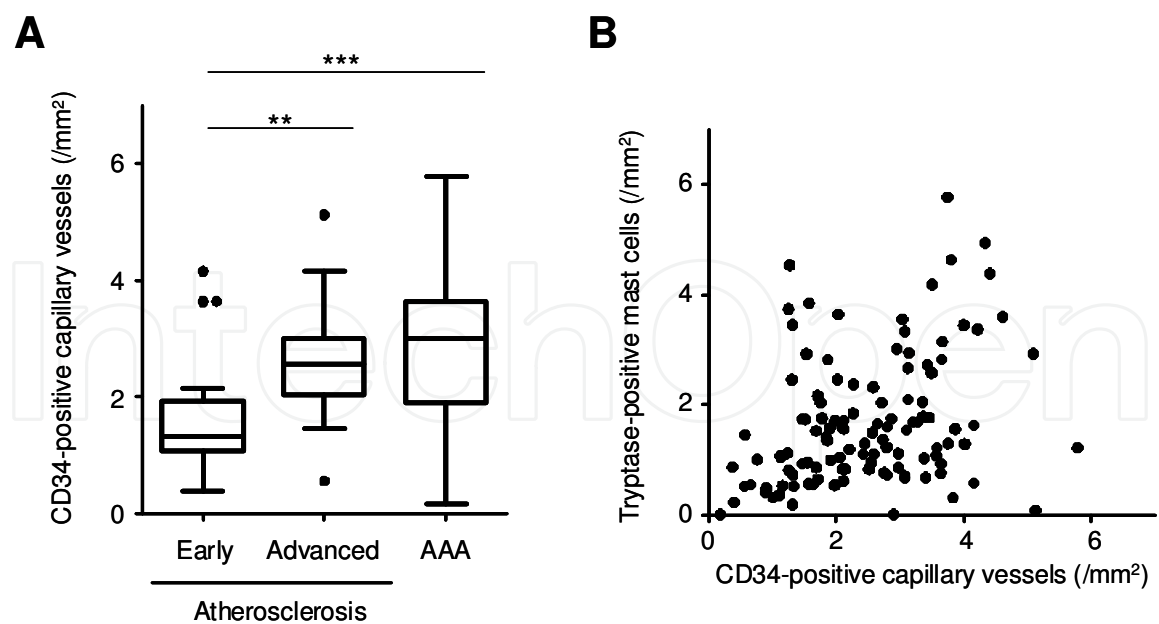 A
B
***
**
CD34-positive capillary vessels (/mm²)
6
4
2
0
Early Advanced AAA
Atherosclerosis
Tryptase-positive mast cells (/mm²)
6
4
2
0
0 2 4 6
CD34-positive capillary vessels (/mm²)
IntechOpen